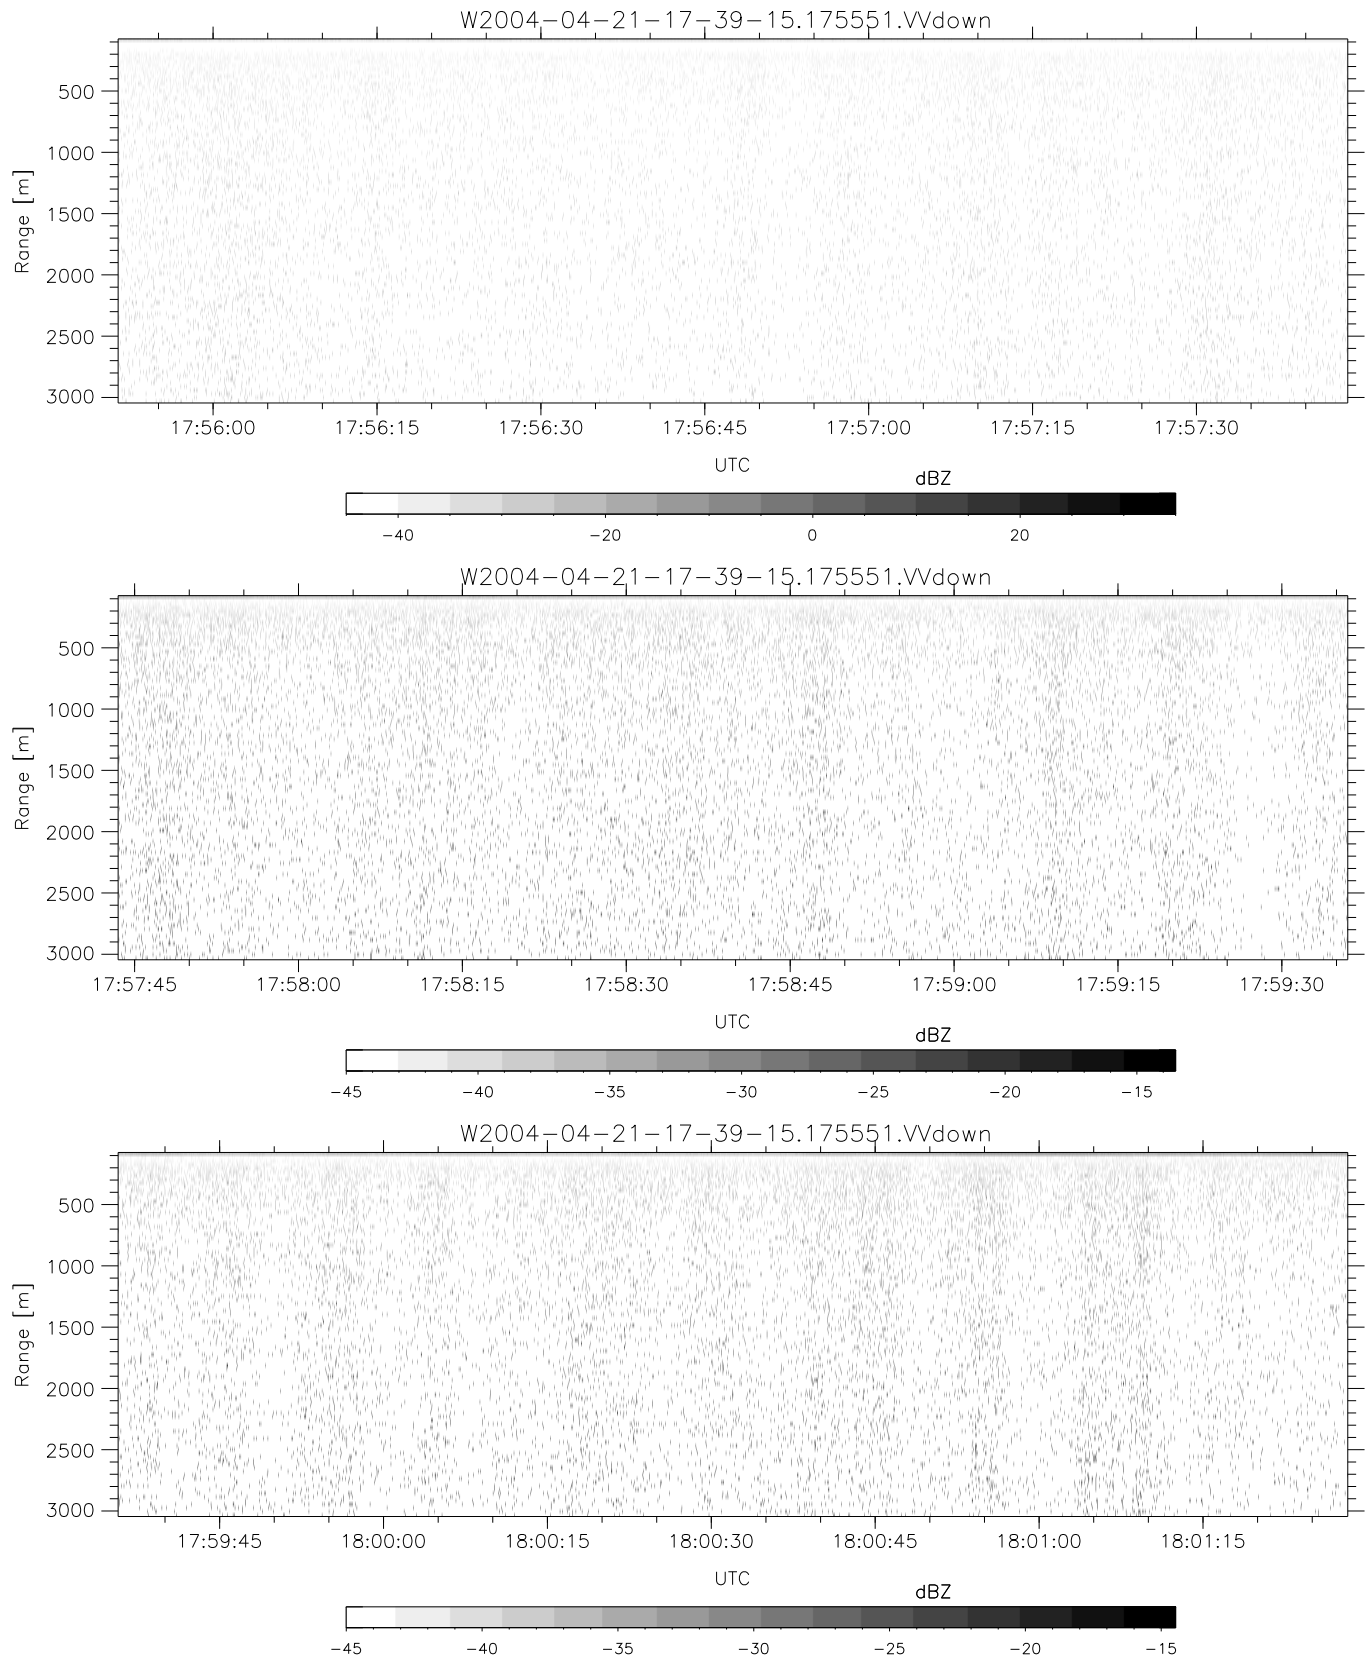 W2004-04-21-17-39-15.175551.VVdown
Range [m]
500
1000
1500
2000
2500
3000
17:56:00 17:56:15 17:56:30 17:56:45 17:57:00 17:57:15 17:57:30
UTC
dBZ
-40 -20 0 20
W2004-04-21-17-39-15.175551.VVdown
Range [m]
500
1000
1500
2000
2500
3000
17:57:45 17:58:00 17:58:15 17:58:30 17:58:45 17:59:00 17:59:15 17:59:30
UTC
dBZ
-45 -40 -35 -30 -25 -20 -15
W2004-04-21-17-39-15.175551.VVdown
Range [m]
500
1000
1500
2000
2500
3000
17:59:45 18:00:00 18:00:15 18:00:30 18:00:45 18:01:00 18:01:15
UTC
dBZ
-45 -40 -35 -30 -25 -20 -15